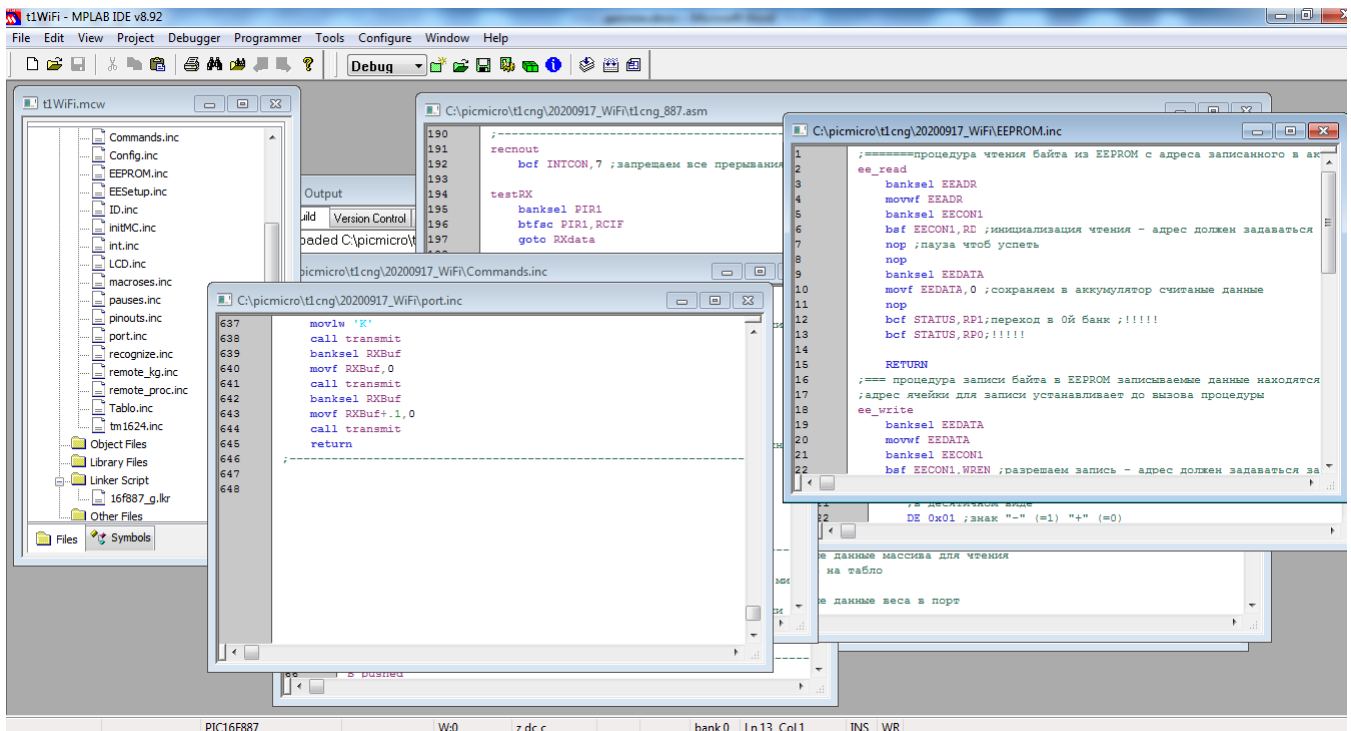 t1WiFi - MPLAB IDE v8.92
File Edit View Project Debugger Programmer Tools Configure Window Help
Debug
t1WiFi.mcw
Commands.inc
Config.inc
EEPROM.inc
EESetup.inc
ID.inc
initMC.inc
int.inc
LCD.inc
macroses.inc
pauses.inc
pinouts.inc
port.inc
recognize.inc
remote_kg.inc
remote_proc.inc
Tablo.inc
tm1624.inc
Object Files
Library Files
Linker Script
16f887_g.lkr
Other Files
Files Symbols
Output
Version Control
C:\picmicro\t1cng\20200917_WiFi\t1cng_887.asm
190 ;-----------------------------------------
191 recnout
192 bcf INTCON,7 ;запрещаем все прерывания
193
194 testRX
195 banksel PIR1
196 btfsc PIR1,RCIF
197 goto RXdata
picmicro\t1cng\20200917_WiFi\Commands.inc
C:\picmicro\t1cng\20200917_WiFi\port.inc
637 movlw 'K'
638 call transmit
639 banksel RXBuf
640 movf RXBuf,0
641 call transmit
642 banksel RXBuf
643 movf RXBuf+.1,0
644 call transmit
645 return
646 ;-----------------------------------------
647
648
C:\picmicro\t1cng\20200917_WiFi\EEPROM.inc
1 ;=======процедура чтения байта из EEPROM с адреса записанного в ак
2 ee_read
3 banksel EEADR
4 movwf EEADR
5 banksel EECON1
6 bsf EECON1,RD ;инициализация чтения - адрес должен задаваться
7 nop ;пауза чтоб успеть
8 nop
9 banksel EEDATA
10 movf EEDATA,0 ;сохраняем в аккумулятор считаные данные
11 nop
12 bcf STATUS,RP1;переход в 0й банк ;!!!!!
13 bcf STATUS,RP0;!!!!!
14
15 RETURN
16 ;=== процедура записи байта в EEPROM записываемые данные находятся
17 ;адрес ячейки для записи устанавливает до вызова процедуры
18 ee_write
19 banksel EEDATA
20 movwf EEDATA
21 banksel EECON1
22 bsf EECON1,WREN ;разрешаем запись - адрес должен задаваться за
;в десятичном виде
22 DE 0x01 ;знак "-" (=1) "+" (=0)
данные массива для чтения
на табло
данные веса в порт
pushed
PIC16F887 W:0 z dc c bank 0 Ln 13, Col 1 INS WR